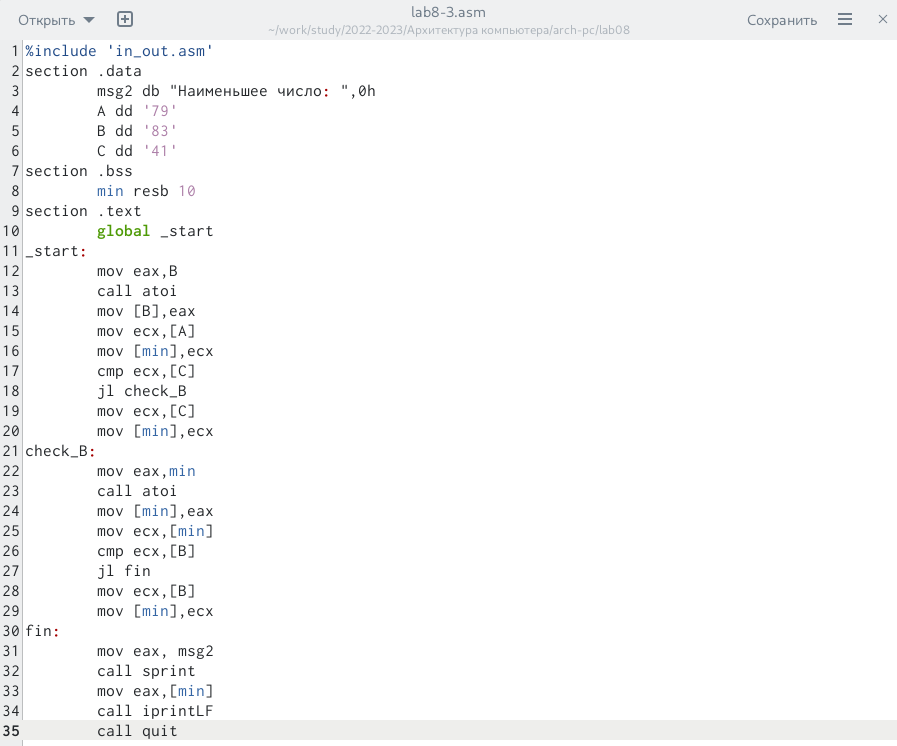 Открыть
lab8-3.asm
~/work/study/2022-2023/Архитектура компьютера/arch-pc/lab08
Сохранить
1 %include 'in_out.asm'
2 section .data
3 msg2 db "Наименьшее число: ",0h
4 A dd '79'
5 B dd '83'
6 C dd '41'
7 section .bss
8 min resb 10
9 section .text
10 global _start
11 _start:
12 mov eax,B
13 call atoi
14 mov [B],eax
15 mov ecx,[A]
16 mov [min],ecx
17 cmp ecx,[C]
18 jl check_B
19 mov ecx,[C]
20 mov [min],ecx
21 check_B:
22 mov eax,min
23 call atoi
24 mov [min],eax
25 mov ecx,[min]
26 cmp ecx,[B]
27 jl fin
28 mov ecx,[B]
29 mov [min],ecx
30 fin:
31 mov eax, msg2
32 call sprint
33 mov eax,[min]
34 call iprintLF
35 call quit